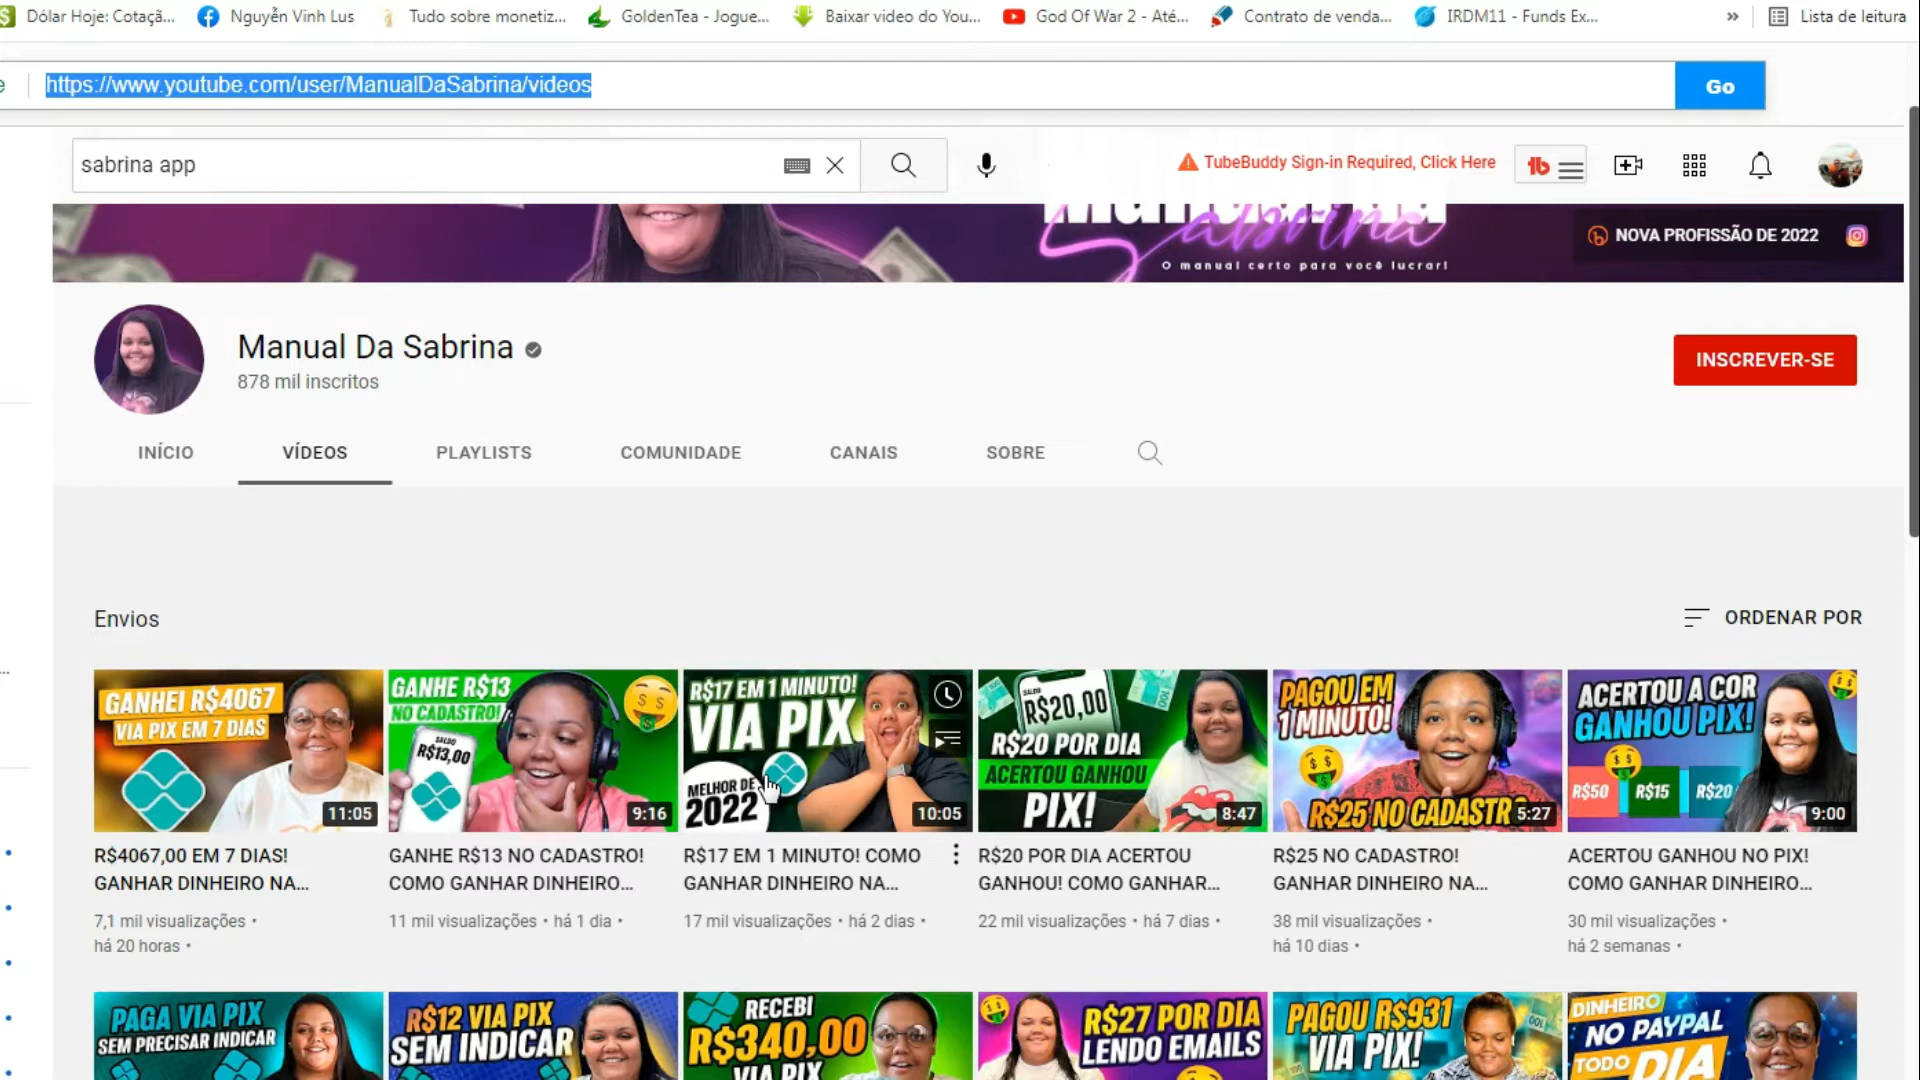 Dólar Hoje: Cotaçã...
Nguyễn Vinh Lus
Tudo sobre monetiz...
GoldenTea - Jogue...
Baixar video do You...
God Of War 2 - Até...
Contrato de venda...
IRDM11 - Funds Ex...
»
Lista de leitura
https://www.youtube.com/user/ManualDaSabrina/videos
Go
sabrina app
TubeBuddy Sign-in Required, Click Here
tb
Sabrina
O manual certo para você lucrar!
NOVA PROFISSÃO DE 2022
Manual Da Sabrina
878 mil inscritos
INSCREVER-SE
INÍCIO
VÍDEOS
PLAYLISTS
COMUNIDADE
CANAIS
SOBRE
Envios
ORDENAR POR
GANHEI R$4067
VIA PIX EM 7 DIAS
11:05
GANHE R$13
NO CADASTRO!
SALDO
R$13,00
9:16
R$17 EM 1 MINUTO!
VIA PIX
MELHOR DE
2022
10:05
SALDO
R$20,00
R$20 POR DIA
ACERTOU GANHOU
PIX!
8:47
PAGOU EM
1 MINUTO!
R$25 NO CADASTR
5:27
ACERTOU A COR
GANHOU PIX!
R$50
R$15
R$20
9:00
R$4067,00 EM 7 DIAS!
GANHAR DINHEIRO NA...
7,1 mil visualizações •
há 20 horas •
GANHE R$13 NO CADASTRO!
COMO GANHAR DINHEIRO...
11 mil visualizações • há 1 dia •
R$17 EM 1 MINUTO! COMO
GANHAR DINHEIRO NA...
17 mil visualizações • há 2 dias •
R$20 POR DIA ACERTOU
GANHOU! COMO GANHAR...
22 mil visualizações • há 7 dias •
R$25 NO CADASTRO!
GANHAR DINHEIRO NA...
38 mil visualizações •
há 10 dias •
ACERTOU GANHOU NO PIX!
COMO GANHAR DINHEIRO...
30 mil visualizações •
há 2 semanas •
PAGA VIA PIX
SEM PRECISAR INDICAR
R$12 VIA PIX
SEM INDICAR
RECEBI
R$340,00
VIA PIX
R$27 POR DIA
LENDO EMAILS
PAGOU R$931
VIA PIX!
DINHEIRO
NO PAYPAL
TODO DIA